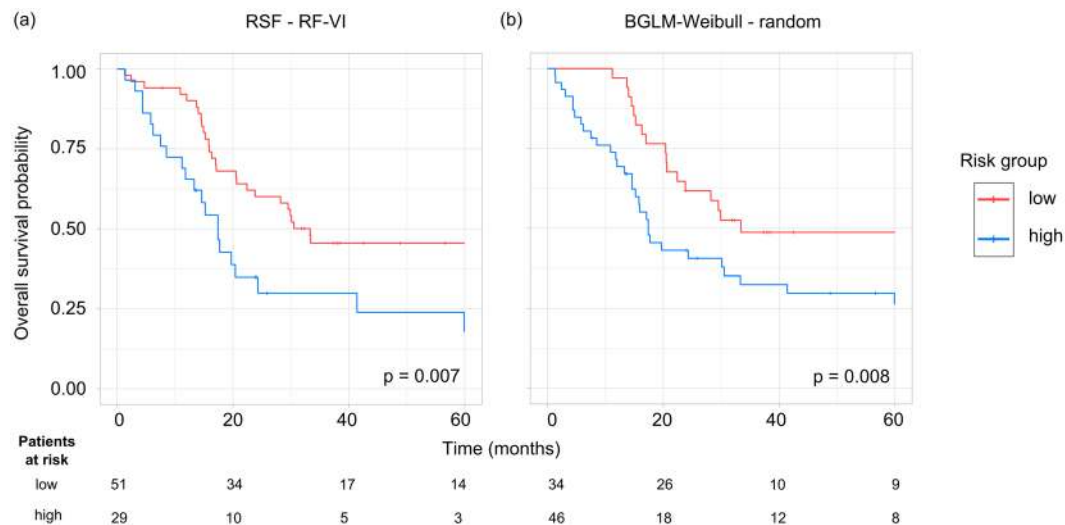 (a) RSF - RF-VI
(b) BGLM-Weibull - random
Overall survival probability
1.00
0.75
0.50
0.25
0.00
p = 0.007
p = 0.008
Risk group
low
high
0 20 40 60 0 20 40 60
Time (months)
Patients
at risk
low 51 34 17 14 34 26 10 9
high 29 10 5 3 46 18 12 8